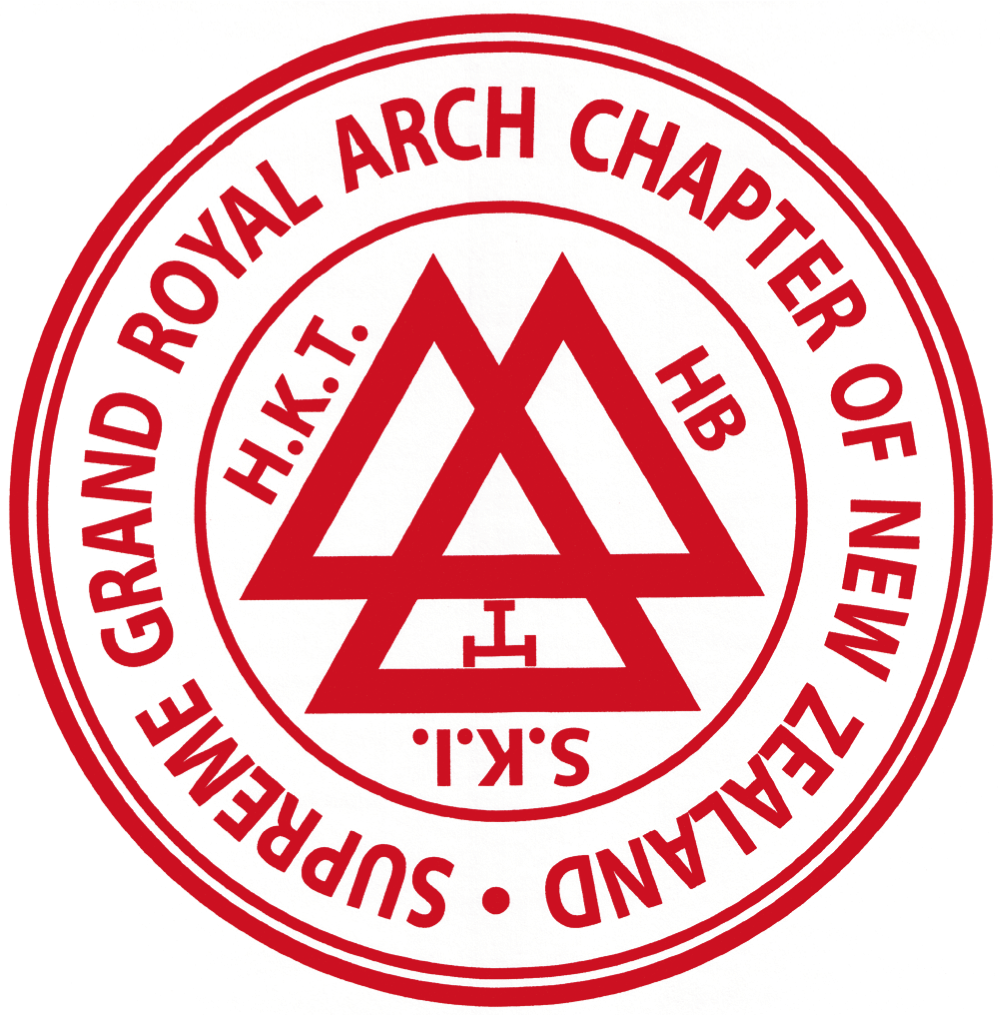 SUPREME GRAND ROYAL ARCH CHAPTER OF NEW ZEALAND •
H.K.T.
HB
S.K.I.